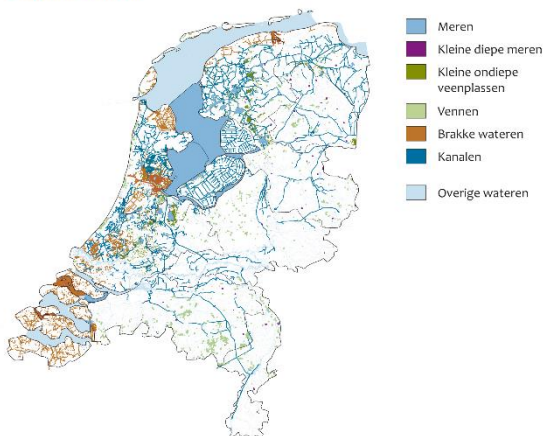 Meren
Kleine diepe meren
Kleine ondiepe
veenplassen
Vennen
Brakke wateren
Kanalen
Overige wateren